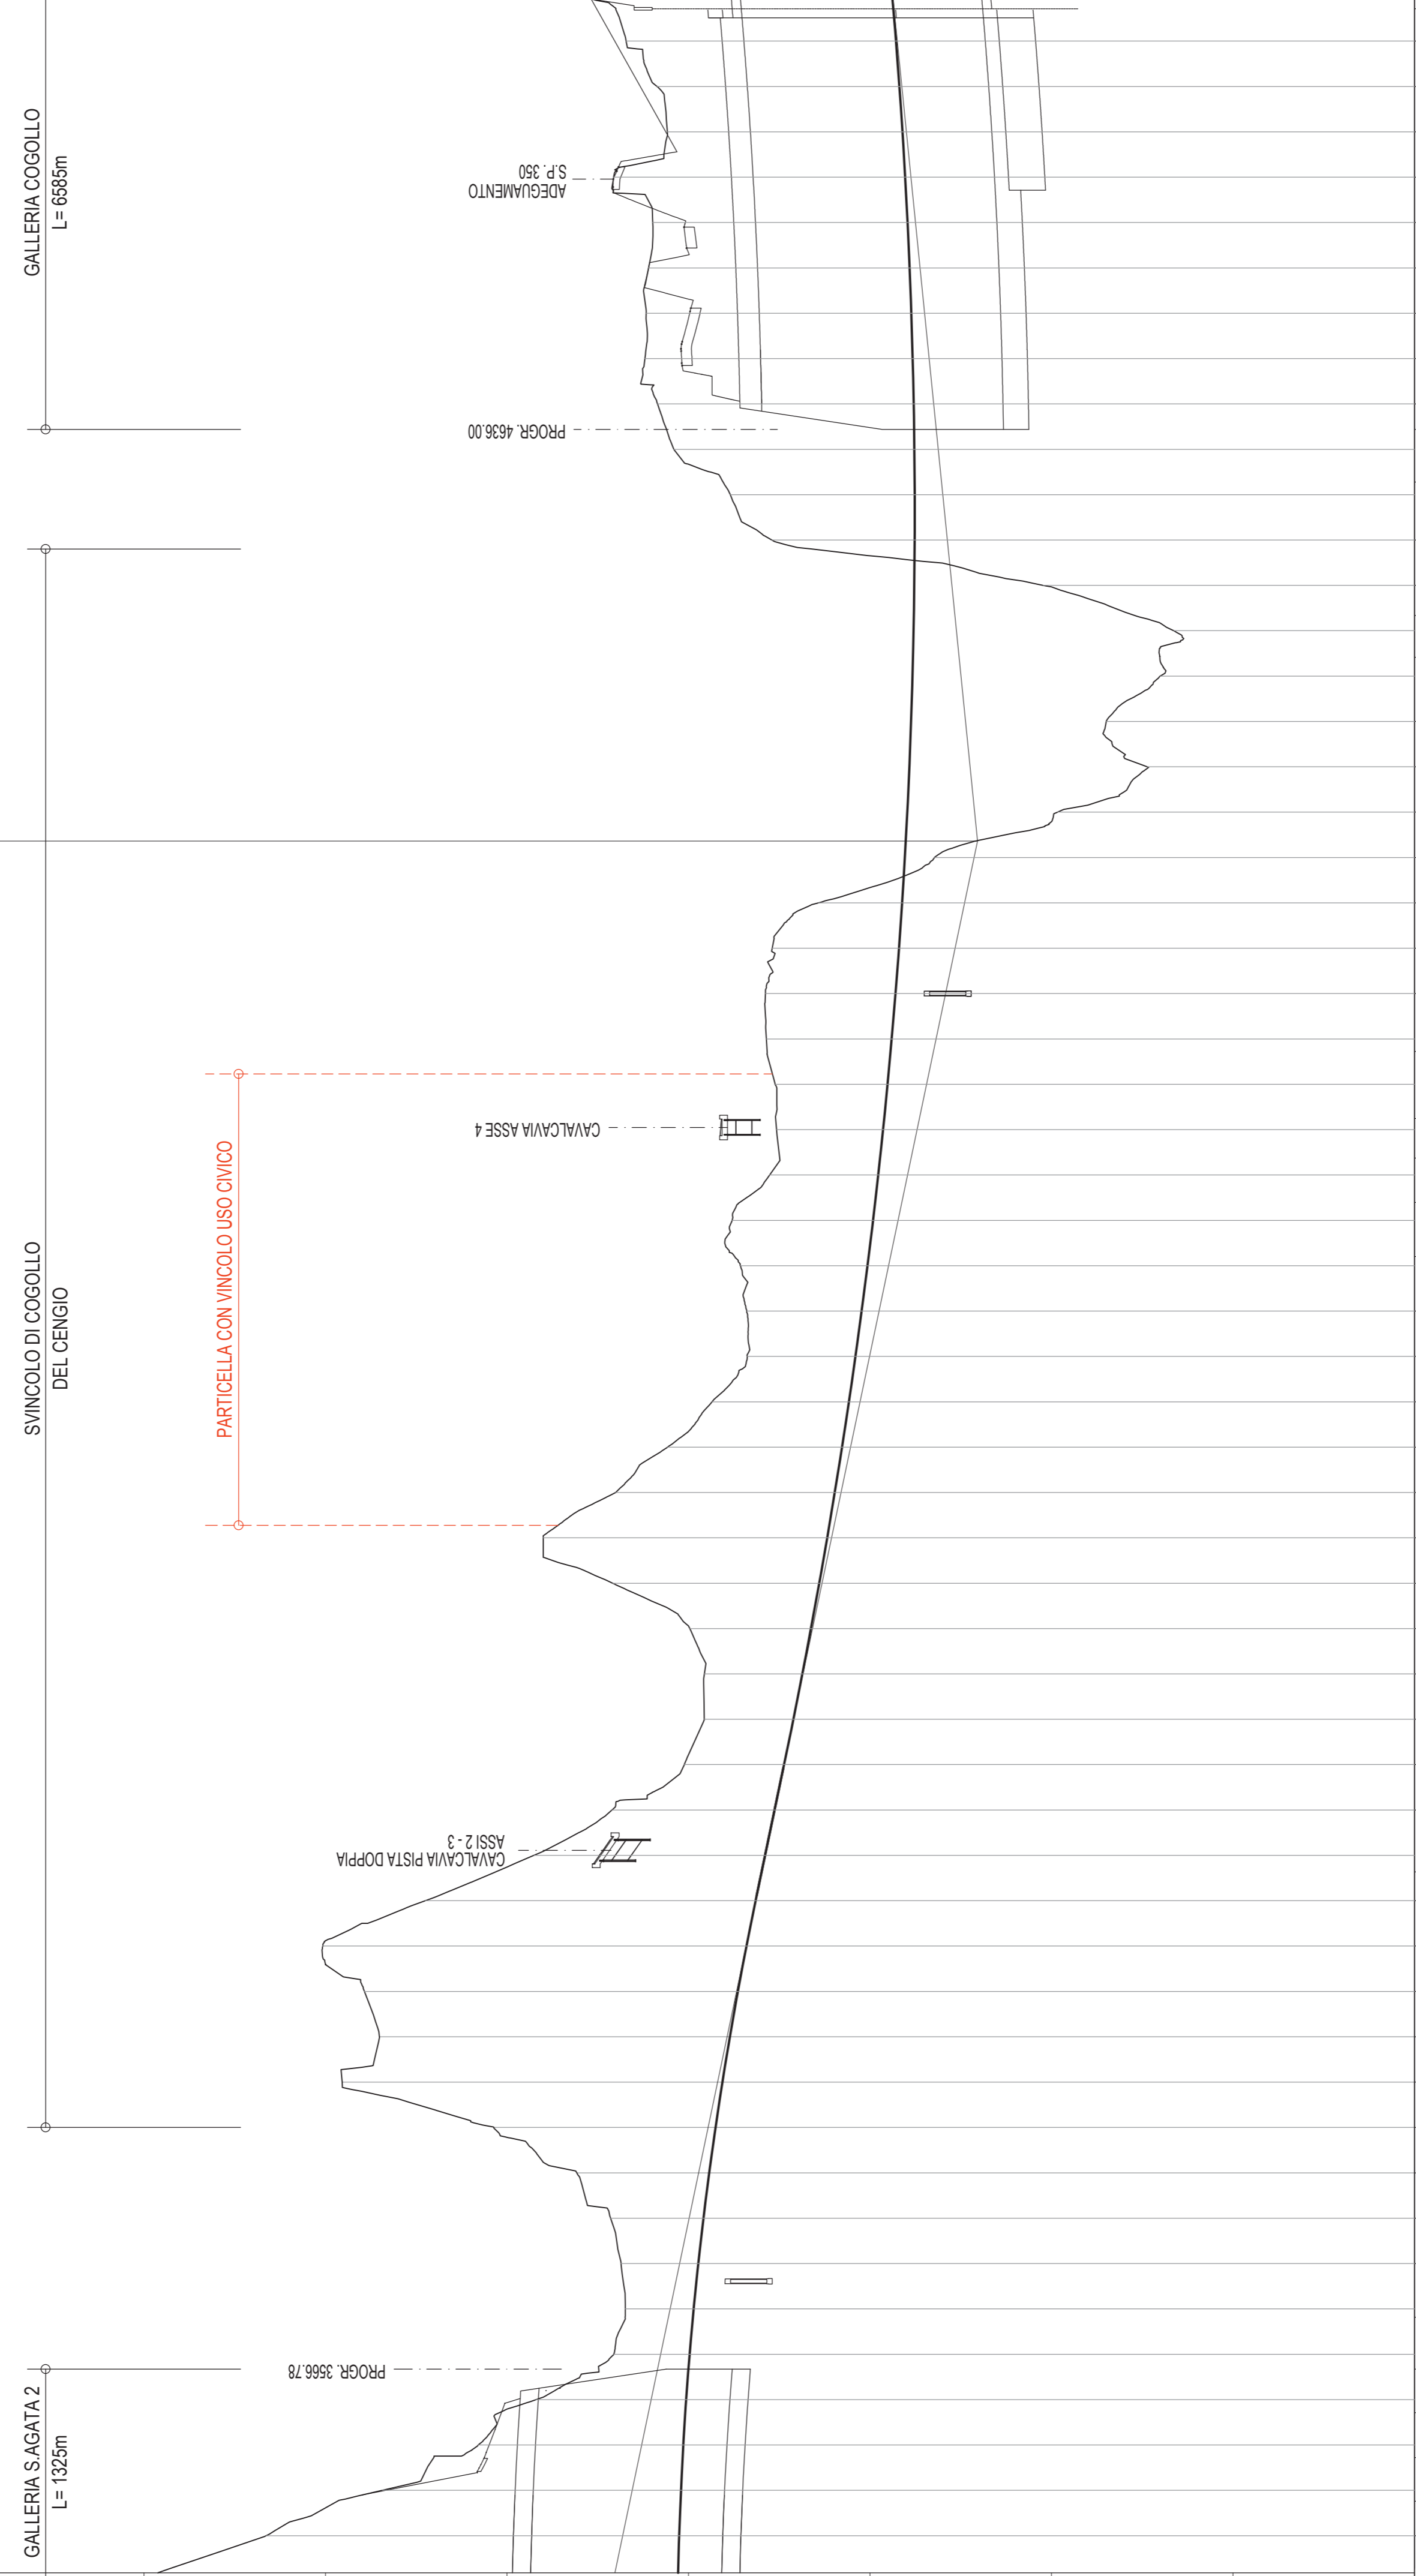 GALLERIA S.AGATA 2
L= 1325m
SVINCOLO DI COGOLLO
DEL CENGIO
GALLERIA COGOLLO
L= 6585m
PARTICELLA CON VINCOLO USO CIVICO
PROGR. 3566.78
CAVALCAVIA PISTA DOPPIA
ASSI 2 - 3
CAVALCAVIA ASSE 4
PROGR. 4636.00
ADEGUAMENTO
S.P. 350